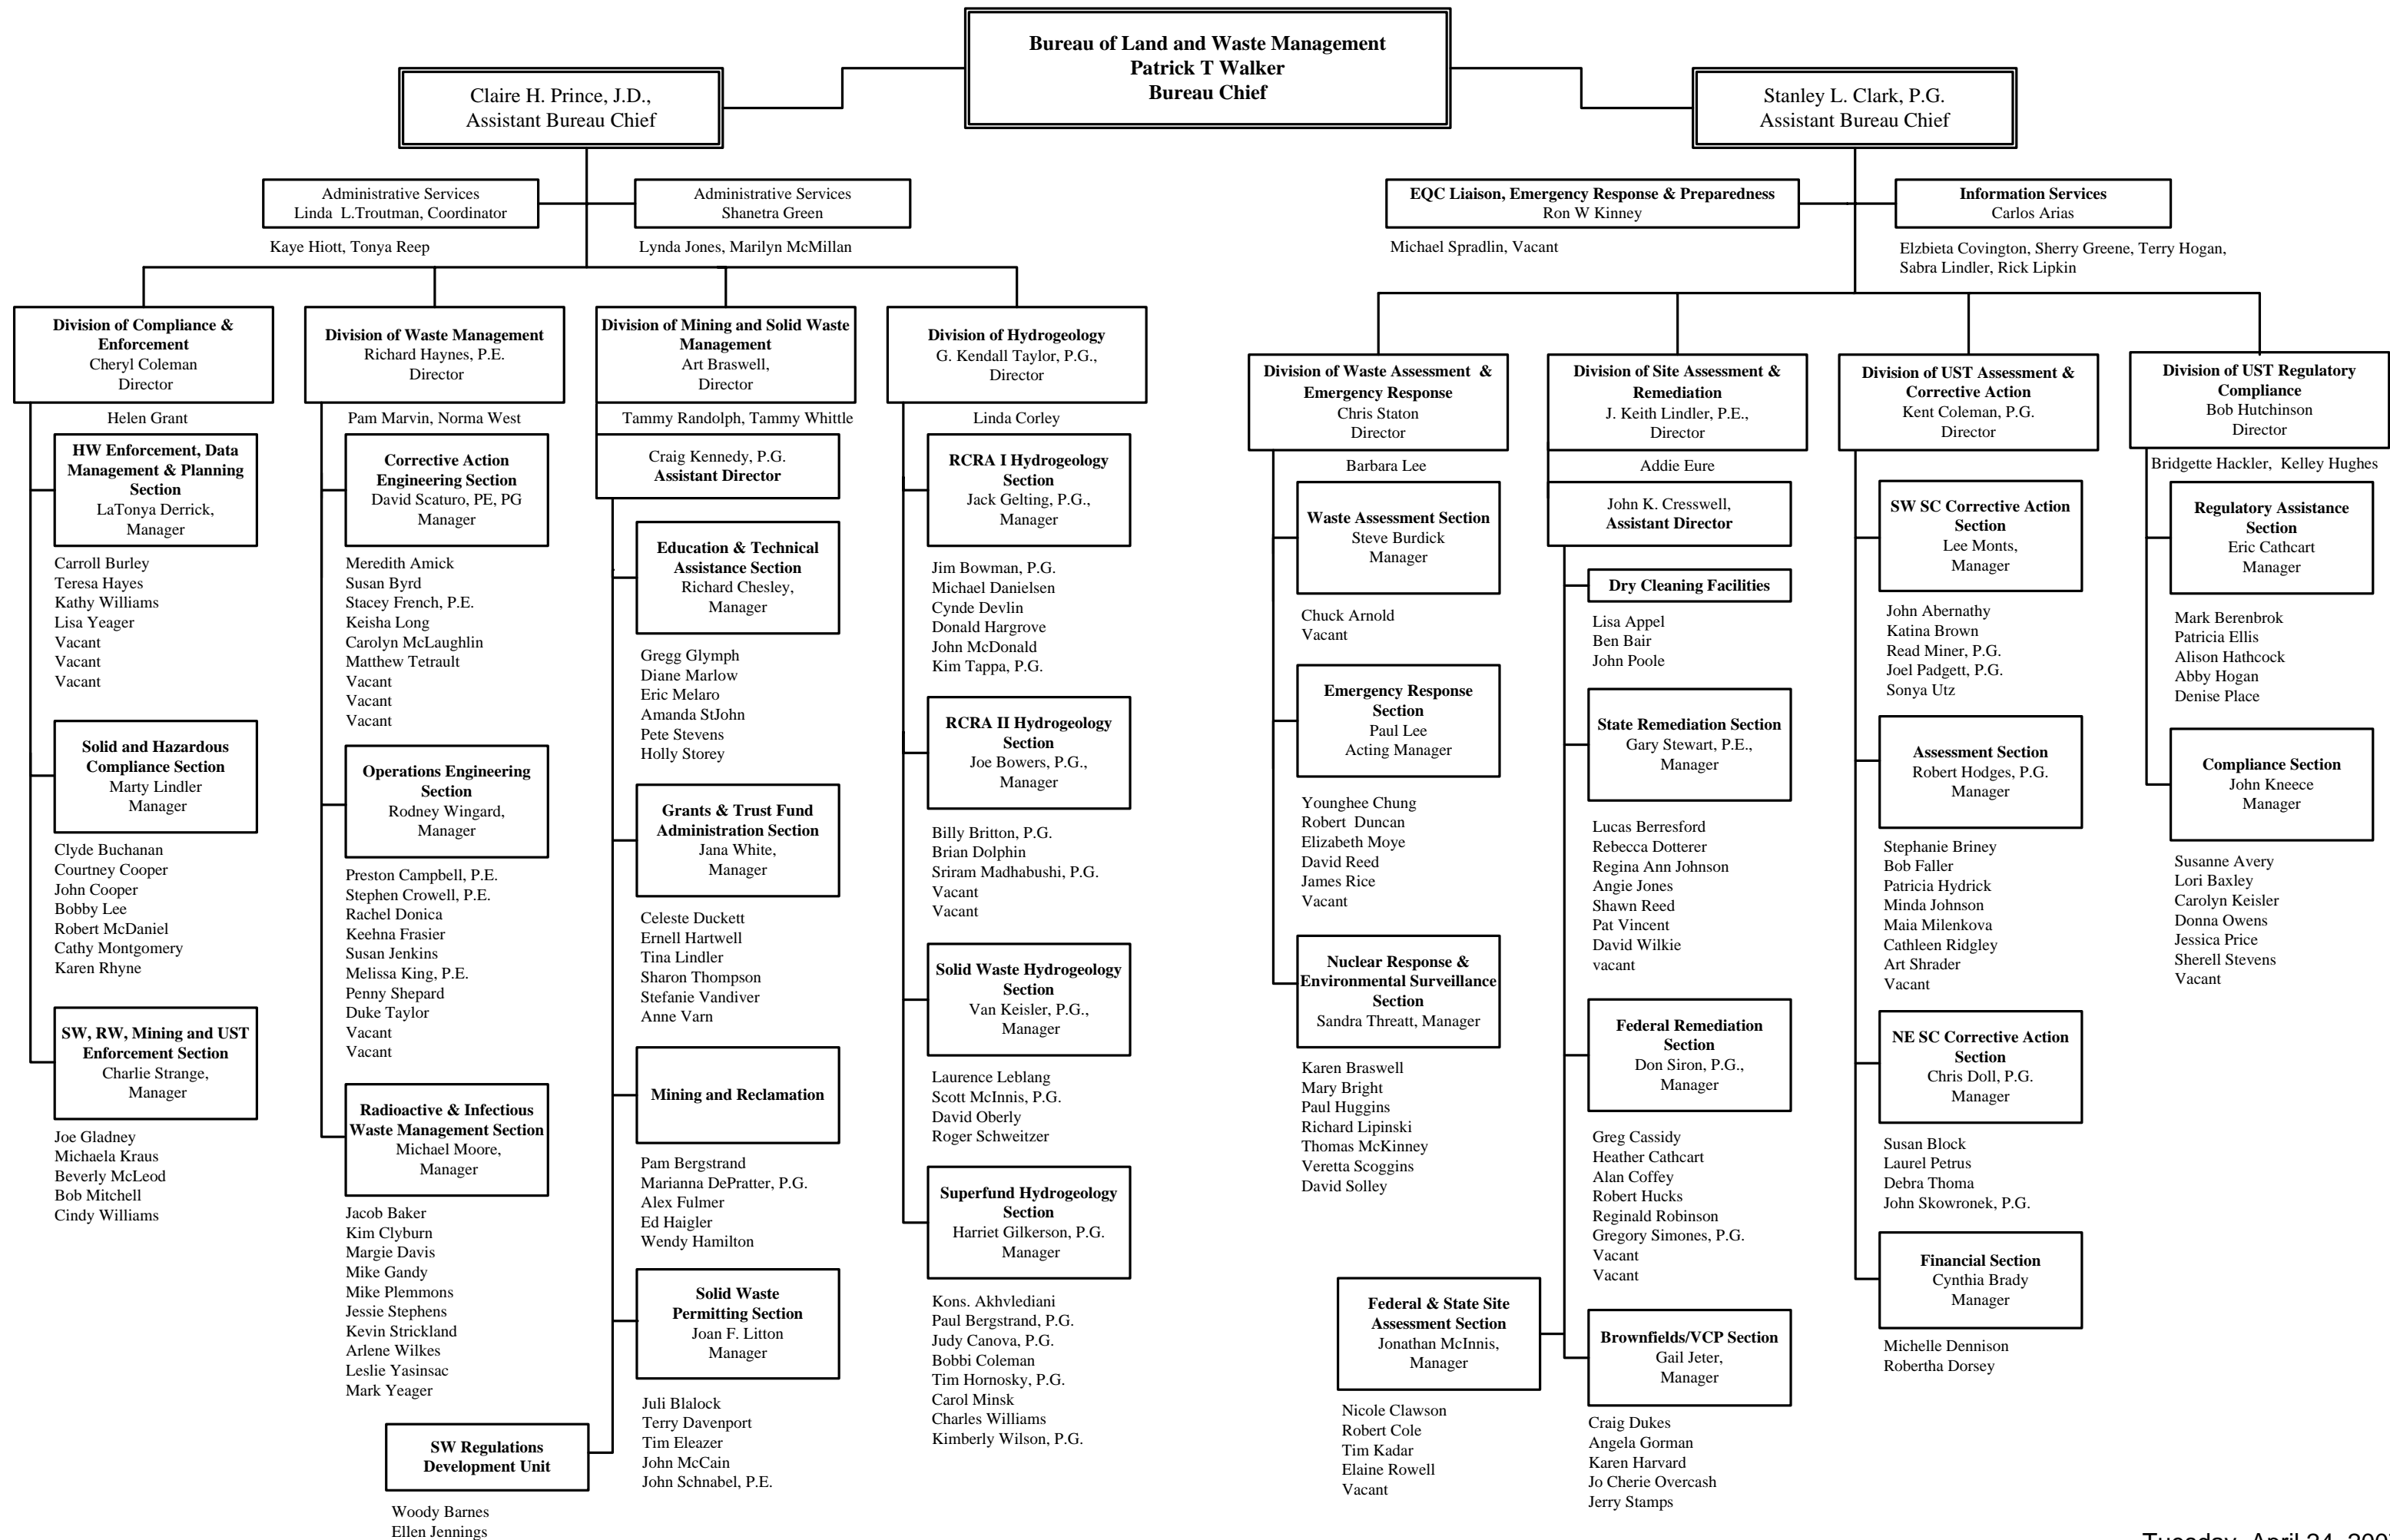 Bureau of Land and Waste Management
Patrick T Walker
Bureau Chief
Claire H. Prince, J.D.,
Assistant Bureau Chief
Stanley L. Clark, P.G.
Assistant Bureau Chief
Administrative Services
Linda L.Troutman, Coordinator
Kaye Hiott, Tonya Reep
Administrative Services
Shanetra Green
Lynda Jones, Marilyn McMillan
EQC Liaison, Emergency Response & Preparedness
Ron W Kinney
Michael Spradlin, Vacant
Information Services
Carlos Arias
Elzbieta Covington, Sherry Greene, Terry Hogan,
Sabra Lindler, Rick Lipkin
Division of Compliance &
Enforcement
Cheryl Coleman
Director
Helen Grant
HW Enforcement, Data
Management & Planning
Section
LaTonya Derrick,
Manager
Carroll Burley
Teresa Hayes
Kathy Williams
Lisa Yeager
Vacant
Vacant
Vacant
Solid and Hazardous
Compliance Section
Marty Lindler
Manager
Clyde Buchanan
Courtney Cooper
John Cooper
Bobby Lee
Robert McDaniel
Cathy Montgomery
Karen Rhyne
SW, RW, Mining and UST
Enforcement Section
Charlie Strange,
Manager
Joe Gladney
Michaela Kraus
Beverly McLeod
Bob Mitchell
Cindy Williams
Division of Waste Management
Richard Haynes, P.E.
Director
Pam Marvin, Norma West
Corrective Action
Engineering Section
David Scaturo, PE, PG
Manager
Meredith Amick
Susan Byrd
Stacey French, P.E.
Keisha Long
Carolyn McLaughlin
Matthew Tetrault
Vacant
Vacant
Vacant
Operations Engineering
Section
Rodney Wingard,
Manager
Preston Campbell, P.E.
Stephen Crowell, P.E.
Rachel Donica
Keehna Frasier
Susan Jenkins
Melissa King, P.E.
Penny Shepard
Duke Taylor
Vacant
Vacant
Radioactive & Infectious
Waste Management Section
Michael Moore,
Manager
Jacob Baker
Kim Clyburn
Margie Davis
Mike Gandy
Mike Plemmons
Jessie Stephens
Kevin Strickland
Arlene Wilkes
Leslie Yasinsac
Mark Yeager
Division of Mining and Solid Waste
Management
Art Braswell,
Director
Tammy Randolph, Tammy Whittle
Craig Kennedy, P.G.
Assistant Director
Education & Technical
Assistance Section
Richard Chesley,
Manager
Gregg Glymph
Diane Marlow
Eric Melaro
Amanda StJohn
Pete Stevens
Holly Storey
Grants & Trust Fund
Administration Section
Jana White,
Manager
Celeste Duckett
Ernell Hartwell
Tina Lindler
Sharon Thompson
Stefanie Vandiver
Anne Varn
Mining and Reclamation
Pam Bergstrand
Marianna DePratter, P.G.
Alex Fulmer
Ed Haigler
Wendy Hamilton
Solid Waste
Permitting Section
Joan F. Litton
Manager
Juli Blalock
Terry Davenport
Tim Eleazer
John McCain
John Schnabel, P.E.
SW Regulations
Development Unit
Woody Barnes
Ellen Jennings
Division of Hydrogeology
G. Kendall Taylor, P.G.,
Director
Linda Corley
RCRA I Hydrogeology
Section
Jack Gelting, P.G.,
Manager
Jim Bowman, P.G.
Michael Danielsen
Cynde Devlin
Donald Hargrove
John McDonald
Kim Tappa, P.G.
RCRA II Hydrogeology
Section
Joe Bowers, P.G.,
Manager
Billy Britton, P.G.
Brian Dolphin
Sriram Madhabushi, P.G.
Vacant
Vacant
Solid Waste Hydrogeology
Section
Van Keisler, P.G.,
Manager
Laurence Leblang
Scott McInnis, P.G.
David Oberly
Roger Schweitzer
Superfund Hydrogeology
Section
Harriet Gilkerson, P.G.
Manager
Kons. Akhvlediani
Paul Bergstrand, P.G.
Judy Canova, P.G.
Bobbi Coleman
Tim Hornosky, P.G.
Carol Minsk
Charles Williams
Kimberly Wilson, P.G.
Division of Waste Assessment &
Emergency Response
Chris Staton
Director
Barbara Lee
Waste Assessment Section
Steve Burdick
Manager
Chuck Arnold
Vacant
Emergency Response
Section
Paul Lee
Acting Manager
Younghee Chung
Robert Duncan
Elizabeth Moye
David Reed
James Rice
Vacant
Nuclear Response &
Environmental Surveillance
Section
Sandra Threatt, Manager
Karen Braswell
Mary Bright
Paul Huggins
Richard Lipinski
Thomas McKinney
Veretta Scoggins
David Solley
Division of Site Assessment &
Remediation
J. Keith Lindler, P.E.,
Director
Addie Eure
John K. Cresswell,
Assistant Director
Dry Cleaning Facilities
Lisa Appel
Ben Bair
John Poole
State Remediation Section
Gary Stewart, P.E.,
Manager
Lucas Berresford
Rebecca Dotterer
Regina Ann Johnson
Angie Jones
Shawn Reed
Pat Vincent
David Wilkie
vacant
Federal Remediation
Section
Don Siron, P.G.,
Manager
Greg Cassidy
Heather Cathcart
Alan Coffey
Robert Hucks
Reginald Robinson
Gregory Simones, P.G.
Vacant
Vacant
Federal & State Site
Assessment Section
Jonathan McInnis,
Manager
Nicole Clawson
Robert Cole
Tim Kadar
Elaine Rowell
Vacant
Brownfields/VCP Section
Gail Jeter,
Manager
Craig Dukes
Angela Gorman
Karen Harvard
Jo Cherie Overcash
Jerry Stamps
Division of UST Assessment &
Corrective Action
Kent Coleman, P.G.
Director
SW SC Corrective Action
Section
Lee Monts,
Manager
John Abernathy
Katina Brown
Read Miner, P.G.
Joel Padgett, P.G.
Sonya Utz
Assessment Section
Robert Hodges, P.G.
Manager
Stephanie Briney
Bob Faller
Patricia Hydrick
Minda Johnson
Maia Milenkova
Cathleen Ridgley
Art Shrader
Vacant
NE SC Corrective Action
Section
Chris Doll, P.G.
Manager
Susan Block
Laurel Petrus
Debra Thoma
John Skowronek, P.G.
Financial Section
Cynthia Brady
Manager
Michelle Dennison
Robertha Dorsey
Division of UST Regulatory
Compliance
Bob Hutchinson
Director
Bridgette Hackler, Kelley Hughes
Regulatory Assistance
Section
Eric Cathcart
Manager
Mark Berenbrok
Patricia Ellis
Alison Hathcock
Abby Hogan
Denise Place
Compliance Section
John Kneece
Manager
Susanne Avery
Lori Baxley
Carolyn Keisler
Donna Owens
Jessica Price
Sherell Stevens
Vacant
Tuesday, April 24,